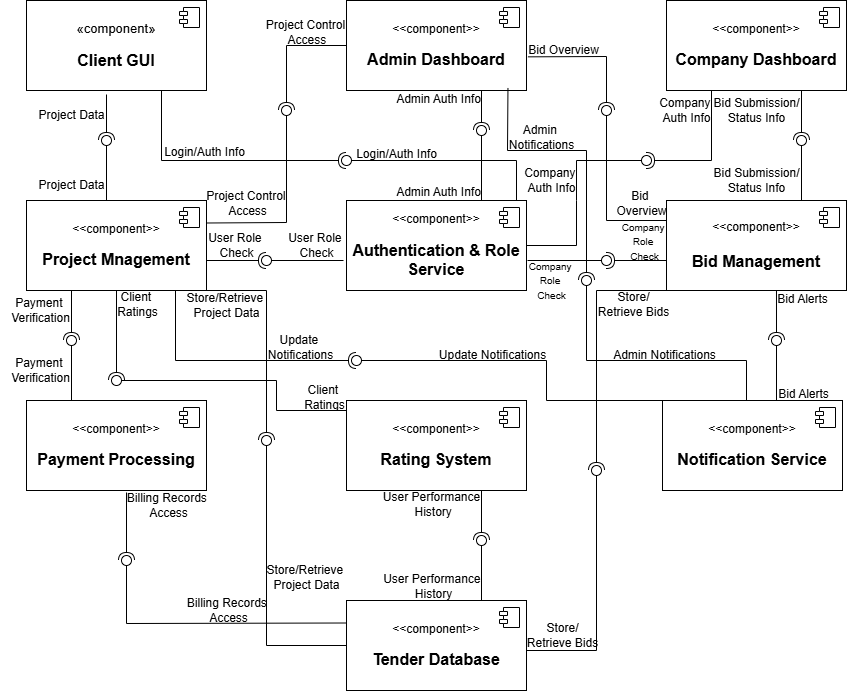 «component»
Client GUI
Project Control
Access
<<component>>
Admin Dashboard
Bid Overview
<<component>>
Company Dashboard
Project Data
Admin Auth Info
Company
Auth Info
Bid Submission/
Status Info
Login/Auth Info
Login/Auth Info
Admin
Notifications
Project Data
Project Control
Access
Admin Auth Info
Company
Auth Info
Bid Submission/
Status Info
Bid
Overview
<<component>>
Project Mnagement
User Role
Check
User Role
Check
<<component>>
Authentication & Role
Service
Company
Role
Check
Company
Role
Check
<<component>>
Bid Management
Payment
Verification
Client
Ratings
Store/Retrieve
Project Data
Store/
Retrieve Bids
Bid Alerts
Payment
Verification
Update
Notifications
Update Notifications
Admin Notifications
Client
Ratings
Bid Alerts
<<component>>
Payment Processing
<<component>>
Rating System
<<component>>
Notification Service
Billing Records
Access
User Performance
History
Store/Retrieve
Project Data
User Performance
History
Billing Records
Access
<<component>>
Tender Database
Store/
Retrieve Bids